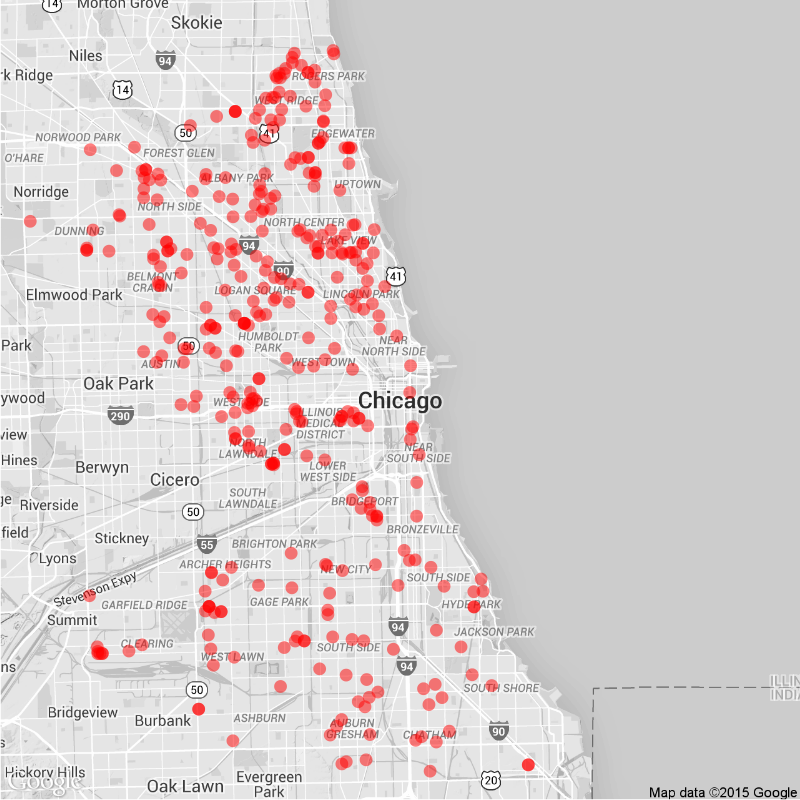 14
Morton Grove
Skokie
Niles
94
rk Ridge
ROGERS PARK
14
WEST RIDGE
NORWOOD PARK
50
41
EDGEWATER
O'HARE
FOREST GLEN
ALBANY PARK
UPTOWN
Norridge
NORTH SIDE
NORTH CENTER
DUNNING
94
LAKE VIEW
90
41
BELMONT
CRAGIN
Elmwood Park
LOGAN SQUARE
LINCOLN PARK
HUMBOLDT
PARK
Park
50
NEAR
NORTH SIDE
AUSTIN
WEST TOWN
Oak Park
ywood
WEST SIDE
Chicago
290
ILLINOIS
MEDICAL
DISTRICT
view
NORTH
LAWNDALE
NEAR
SOUTH SIDE
Hines
Berwyn
LOWER
WEST SIDE
Cicero
SOUTH
LAWNDALE
ge
Riverside
BRIDGEPORT
50
field
BRONZEVILLE
Stickney
55
BRIGHTON PARK
Lyons
ARCHER HEIGHTS
NEW CITY
SOUTH SIDE
Stevenson Expy
GARFIELD RIDGE
GAGE PARK
HYDE PARK
Summit
94
JACKSON PARK
CLEARING
SOUTH SIDE
WEST LAWN
94
ns
50
SOUTH SHORE
ILLIN
INDIA
Bridgeview
Burbank
ASHBURN
AUBURN
GRESHAM
CHATHAM
90
Hickory Hills
Google
Oak Lawn
Evergreen
Park
20
Map data ©2015 Google